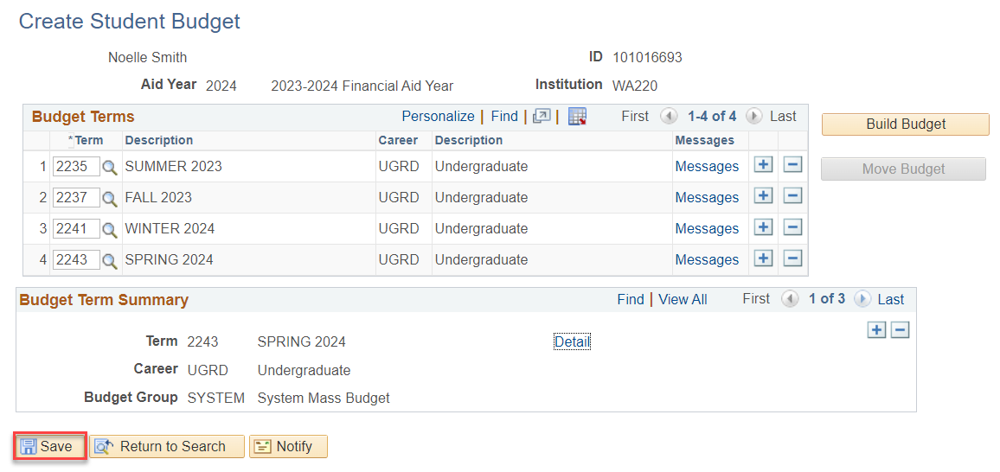 Create Student Budget
Noelle Smith ID 101016693
Aid Year 2024 2023-2024 Financial Aid Year Institution WA220
Budget Terms Personalize | Find | | First 1-4 of 4 Last
Build Budget
*Term Description Career Description Messages
1 2235 SUMMER 2023 UGRD Undergraduate Messages
Move Budget
2 2237 FALL 2023 UGRD Undergraduate Messages
3 2241 WINTER 2024 UGRD Undergraduate Messages
4 2243 SPRING 2024 UGRD Undergraduate Messages
Budget Term Summary Find | View All First 1 of 3 Last
Term 2243 SPRING 2024 Detail
Career UGRD Undergraduate
Budget Group SYSTEM System Mass Budget
Save Return to Search Notify